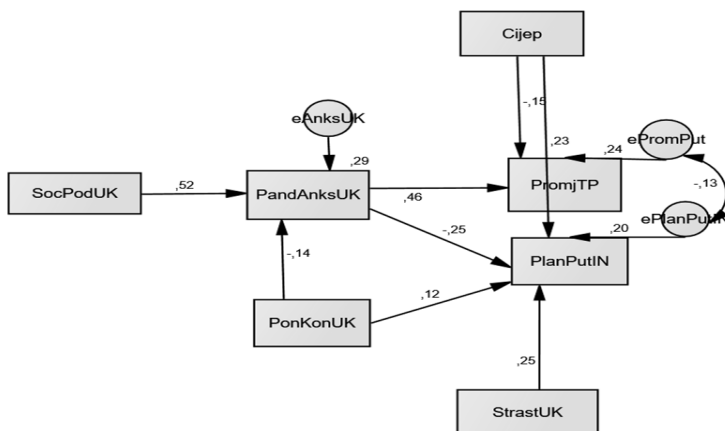 Cijep
-,15
eAnksUK
,23
ePromPut
,29
,24
SocPodUK
,52
PandAnksUK
,46
PromjTP
-,13
ePlanPutIN
-,25
,20
PlanPutIN
-,14
,12
PonKonUK
,25
StrastUK